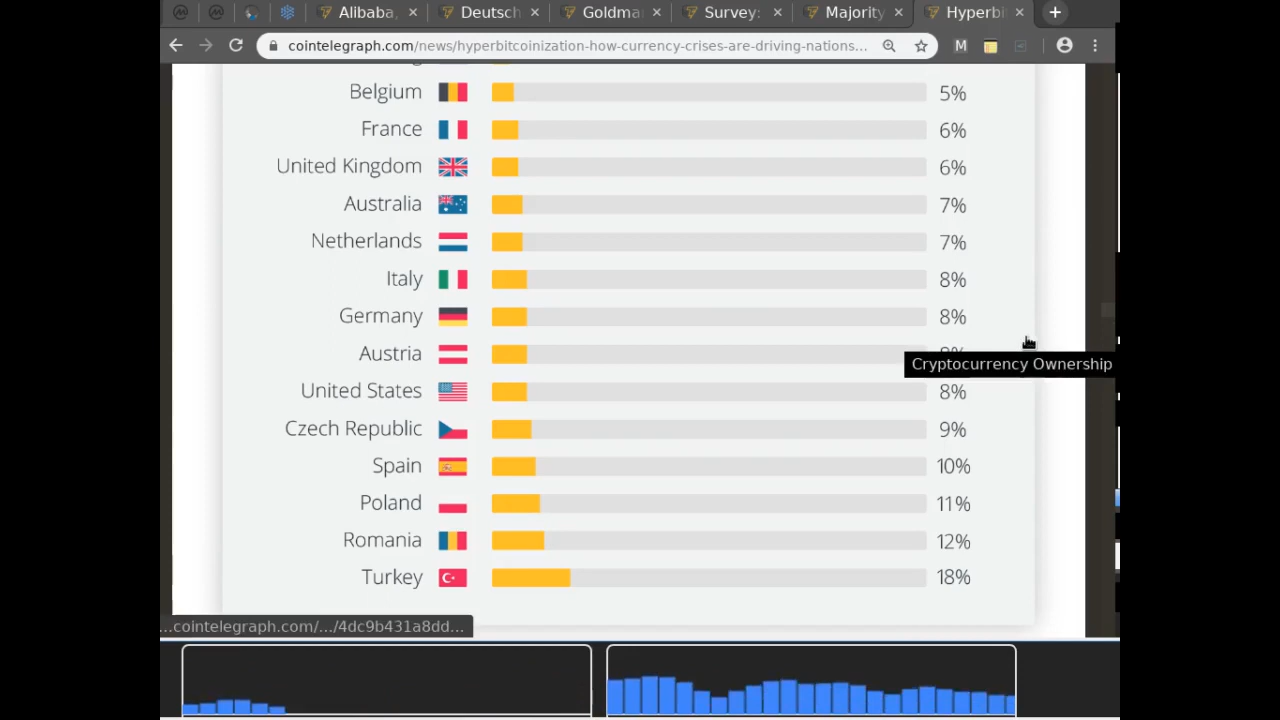 Alibaba,
Deutsch
Goldma
Survey:
Majority
Hyperbi
cointelegraph.com/news/hyperbitcoinization-how-currency-crises-are-driving-nations...
M
Belgium 5%
France 6%
United Kingdom 6%
Australia 7%
Netherlands 7%
Italy 8%
Germany 8%
Austria
Cryptocurrency Ownership
United States 8%
Czech Republic 9%
Spain 10%
Poland 11%
Romania 12%
Turkey 18%
...cointelegraph.com/.../4dc9b431a8dd...